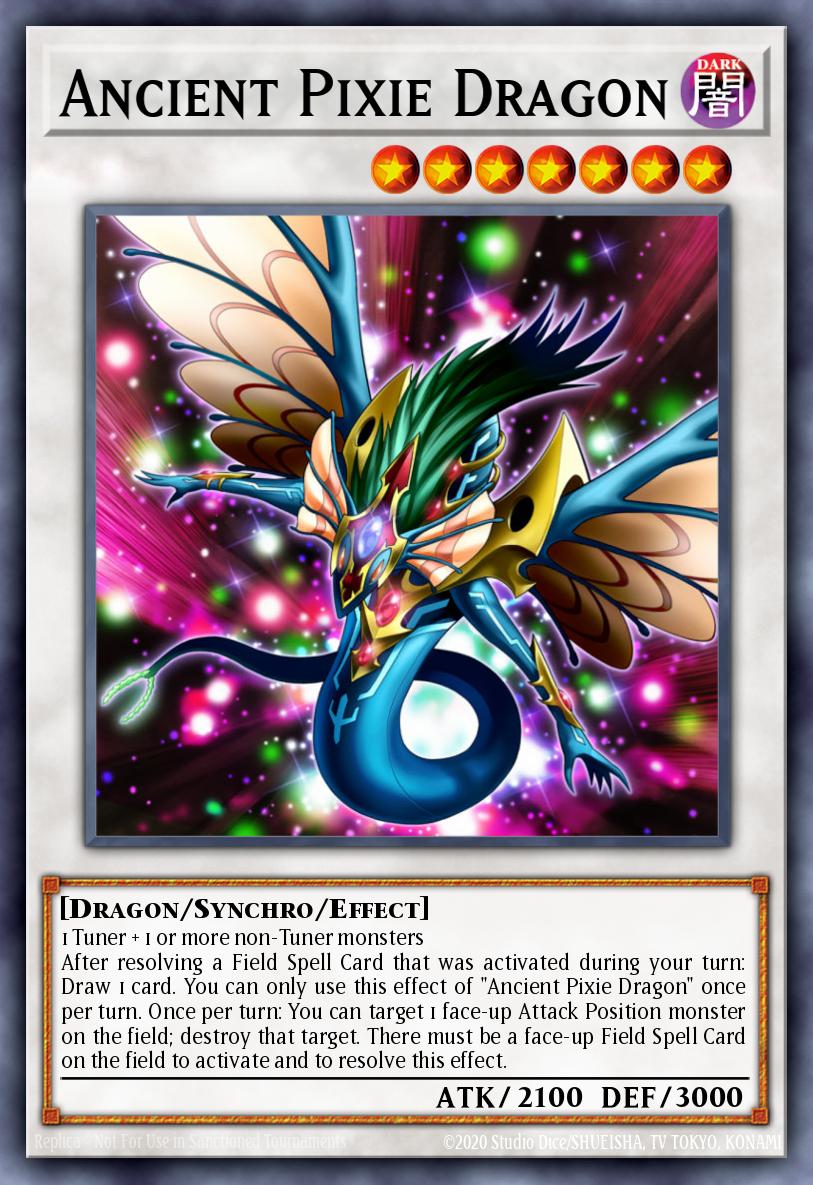 Ancient Pixie Dragon
DARK
闇
[Dragon/Synchro/Effect]
1 Tuner + 1 or more non-Tuner monsters
After resolving a Field Spell Card that was activated during your turn:
Draw 1 card. You can only use this effect of "Ancient Pixie Dragon" once
per turn. Once per turn: You can target 1 face-up Attack Position monster
on the field; destroy that target. There must be a face-up Field Spell Card
on the field to activate and to resolve this effect.
ATK/2100 DEF/3000
Replica - Not For Use in Sanctioned Tournaments
©2020 Studio Dice/SHUEISHA, TV TOKYO, KONAMI